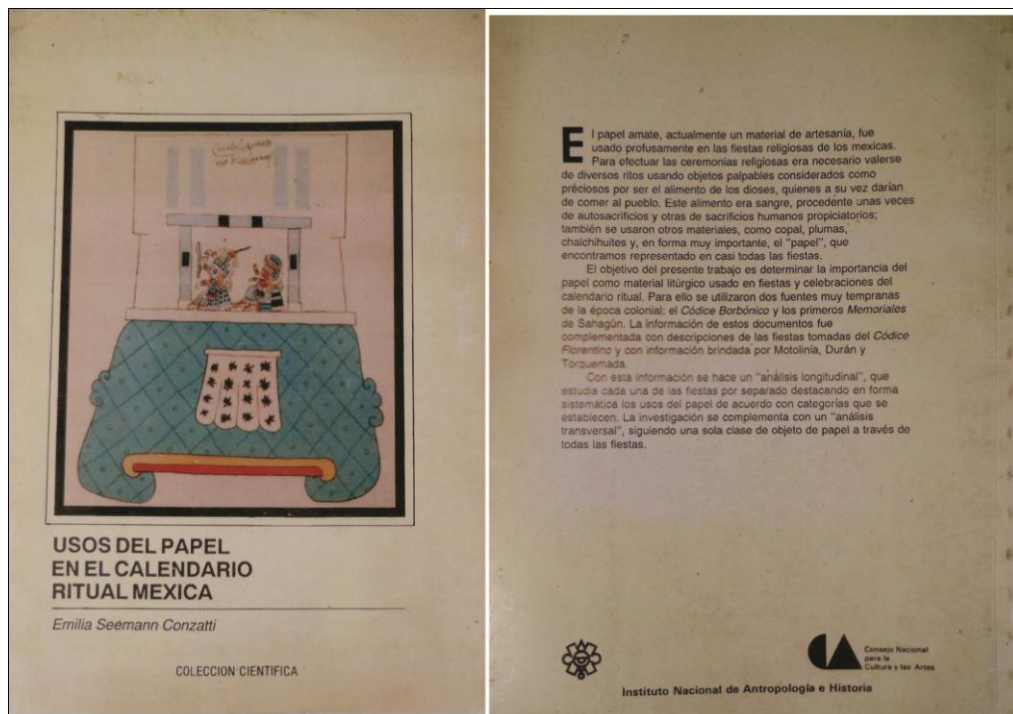 USOS DEL PAPEL
EN EL CALENDARIO
RITUAL MEXICA
Emilia Seemann Conzatti
COLECCION CIENTIFICA
El papel amate, actualmente un material de artesanía, fue
usado profusamente en las fiestas religiosas de los mexicas.
Para efectuar las ceremonias religiosas era necesario valerse
de diversos ritos usando objetos palpables considerados como
préciosos por ser el alimento de los dioses, quienes a su vez darían
de comer al pueblo. Este alimento era sangre, procedente unas veces
de autosacrificios y otras de sacrificios humanos propiciatorios;
también se usaron otros materiales, como copal, plumas,
chalchihuites y, en forma muy importante, el "papel", que
encontramos representado en casi todas las fiestas.
El objetivo del presente trabajo es determinar la importancia del
papel como material litúrgico usado en fiestas y celebraciones del
calendario ritual. Para ello se utilizaron dos fuentes muy tempranas
de la época colonial: el Códice Borbónico y los primeros Memoriales
de Sahagún. La información de estos documentos fue
complementada con descripciones de las fiestas tomadas del Códice
Florentino y con información brindada por Motolinía, Durán y
Torquemada.
Con esta información se hace un "análisis longitudinal", que
estudia cada una de las fiestas por separado destacando en forma
sistemática los usos del papel de acuerdo con categorías que se
establecen. La investigación se complementa con un "análisis
transversal", siguiendo una sola clase de objeto de papel a través de
todas las fiestas.
Consejo Nacional
para la
Cultura y las Artes
Instituto Nacional de Antropología e Historia